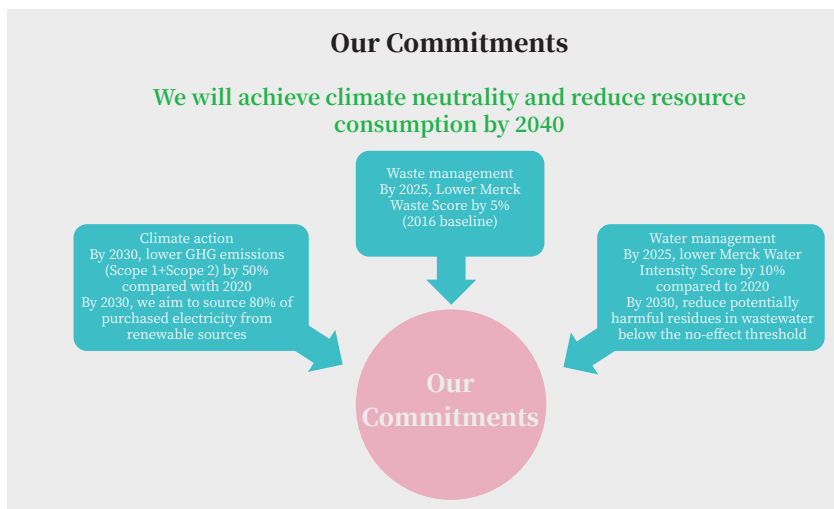 Our Commitments
We will achieve climate neutrality and reduce resource
consumption by 2040
Waste management
By 2025, Lower Merck
Waste Score by 5%
(2016 baseline)
Climate action
By 2030, lower GHG emissions
(Scope 1+Scope 2) by 50%
compared with 2020
By 2030, we aim to source 80% of
purchased electricity from
renewable sources
Water management
By 2025, lower Merck Water
Intensity Score by 10%
compared to 2020
By 2030, reduce potentially
harmful residues in wastewater
below the no-effect threshold
Our
Commitments